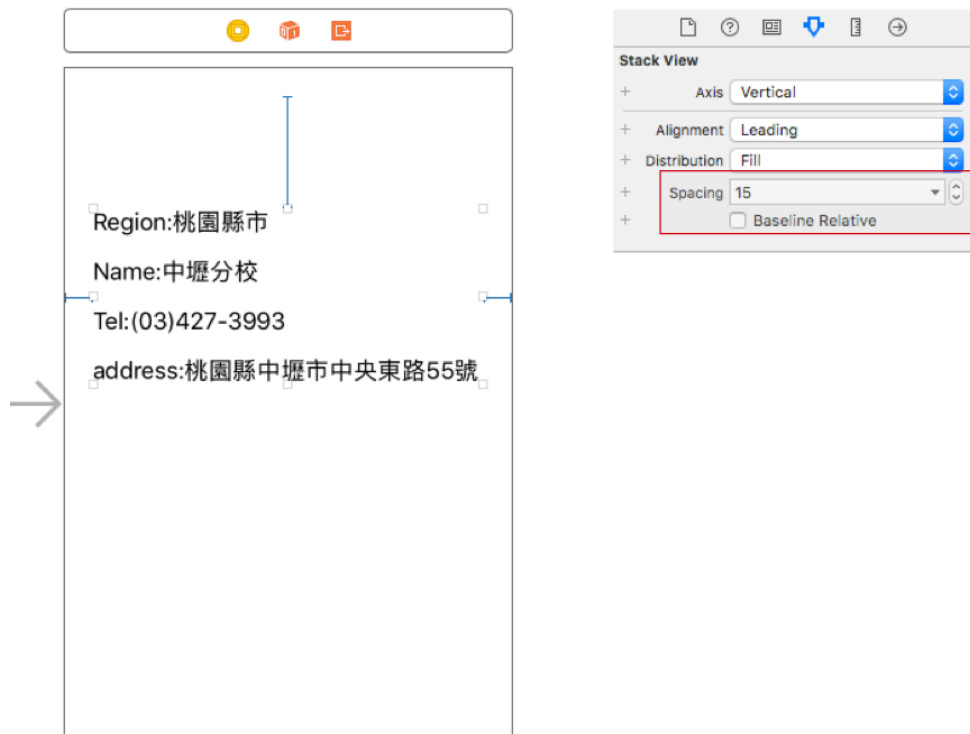 Region:桃園縣市
Name:中壢分校
Tel:(03)427-3993
address:桃園縣中壢市中央東路55號
Stack View
Axis Vertical
Alignment Leading
Distribution Fill
Spacing 15
Baseline Relative